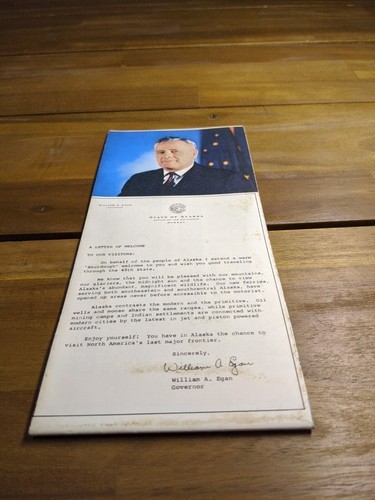 WILLIAM A. EGAN
GOVERNOR
STATE OF ALASKA
OFFICE OF THE GOVERNOR
JUNEAU
A LETTER OF WELCOME
TO OUR VISITORS:
On behalf of the people of Alaska I extend a warm
"Sourdough" welcome to you and wish you good traveling
through the 49th State.
We know that you will be pleased with our mountains,
our glaciers, the midnight sun and the chance to view
Alaska's abundant, magnificent wildlife. Our new ferries,
serving both southeastern and southcentral Alaska, have
opened up areas never before accessible to the motorist.
Alaska contrasts the modern and the primitive. Oil
wells and moose share the same ranges, while primitive
mining camps and Indian settlements are connected with
modern cities by the latest in jet and piston powered
aircraft.
Enjoy yourself! You have in Alaska the chance to
visit North America's last major frontier.
Sincerely,
William A. Egan
William A. Egan
Governor